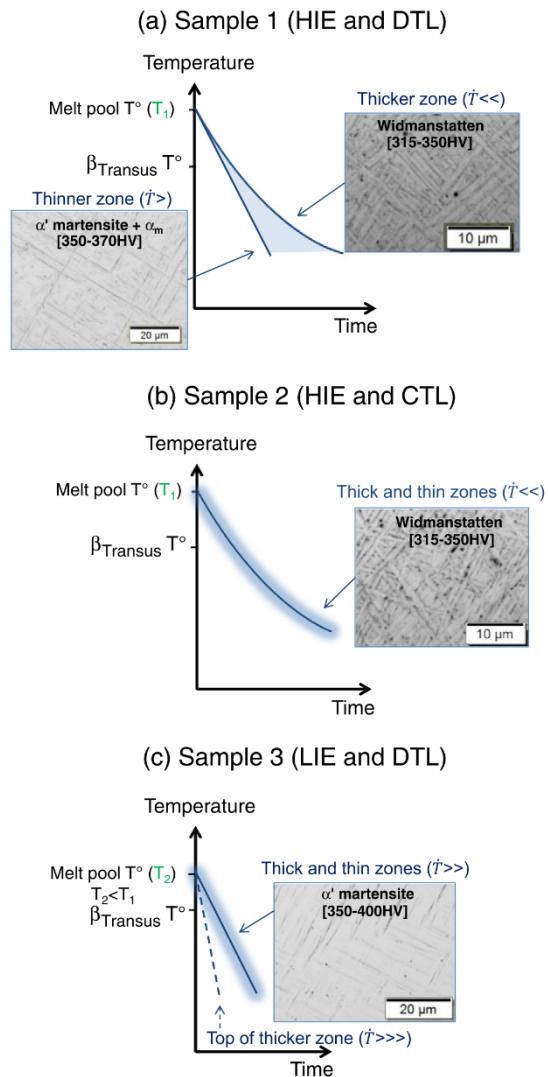 (a) Sample 1 (HIE and DTL)
Temperature
Thicker zone (Ṫ<<)
Melt pool T° (T₁)
Widmanstatten
[315-350HV]
β_Transus T°
10 µm
Thinner zone (Ṫ>)
α' martensite + αₘ
[350-370HV]
20 µm
Time
(b) Sample 2 (HIE and CTL)
Temperature
Melt pool T° (T₁)
Thick and thin zones (Ṫ<<)
Widmanstatten
[315-350HV]
β_Transus T°
10 µm
Time
(c) Sample 3 (LIE and DTL)
Temperature
Melt pool T° (T₂)
T₂<T₁
Thick and thin zones (Ṫ>>)
α' martensite
[350-400HV]
β_Transus T°
20 µm
Top of thicker zone (Ṫ>>>)
Time